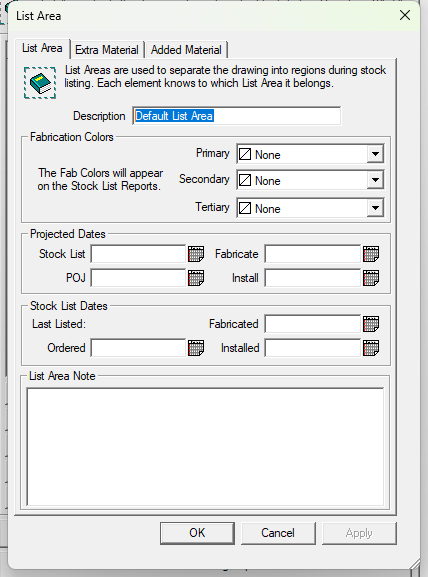 List Area
List Area Extra Material Added Material
List Areas are used to separate the drawing into regions during stock
listing. Each element knows to which List Area it belongs.
Description Default List Area
Fabrication Colors
The Fab Colors will appear
on the Stock List Reports.
Primary None
Secondary None
Tertiary None
Projected Dates
Stock List Fabricate
POJ Install
Stock List Dates
Last Listed: Fabricated
Ordered Installed
List Area Note
OK Cancel Apply